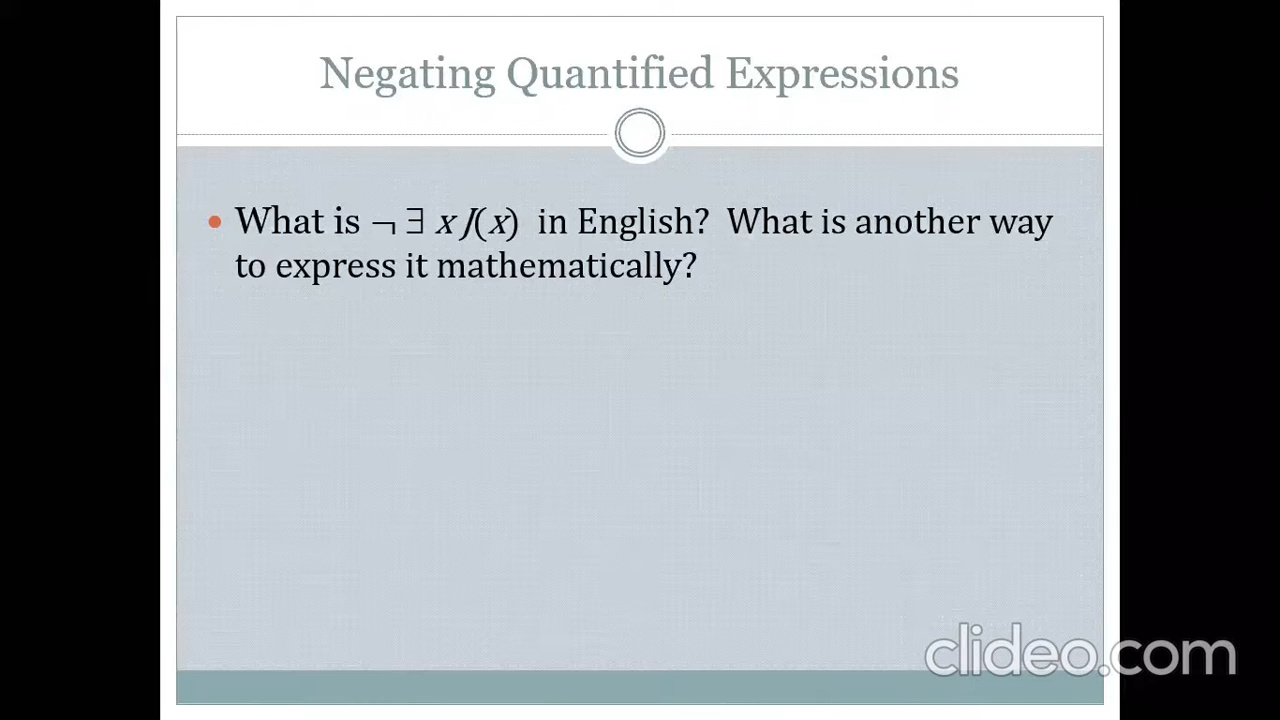 Negating Quantified Expressions
• What is ¬ ∃ x J(x) in English? What is another way
to express it mathematically?
clideo.com